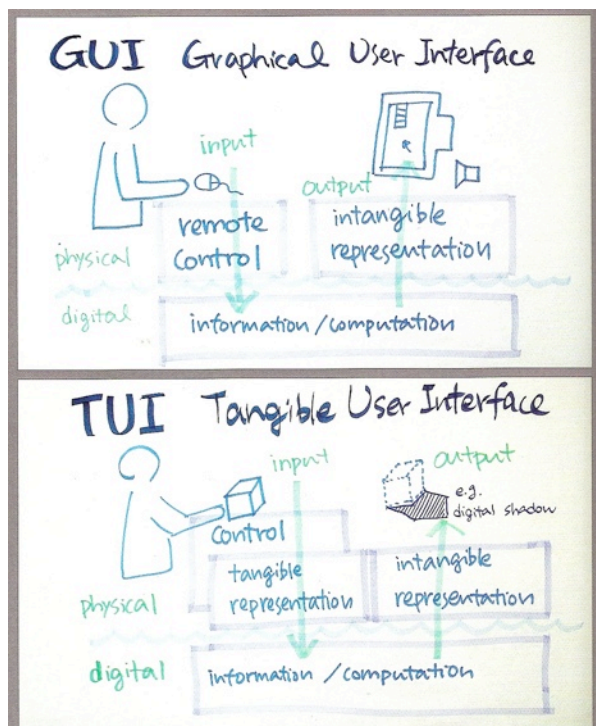 GUI Graphical User Interface
input
output
remote control
intangible representation
physical
digital
information/computation
TUI Tangible User Interface
input
output
e.g.
digital shadow
control
tangible representation
intangible representation
physical
digital
information /computation